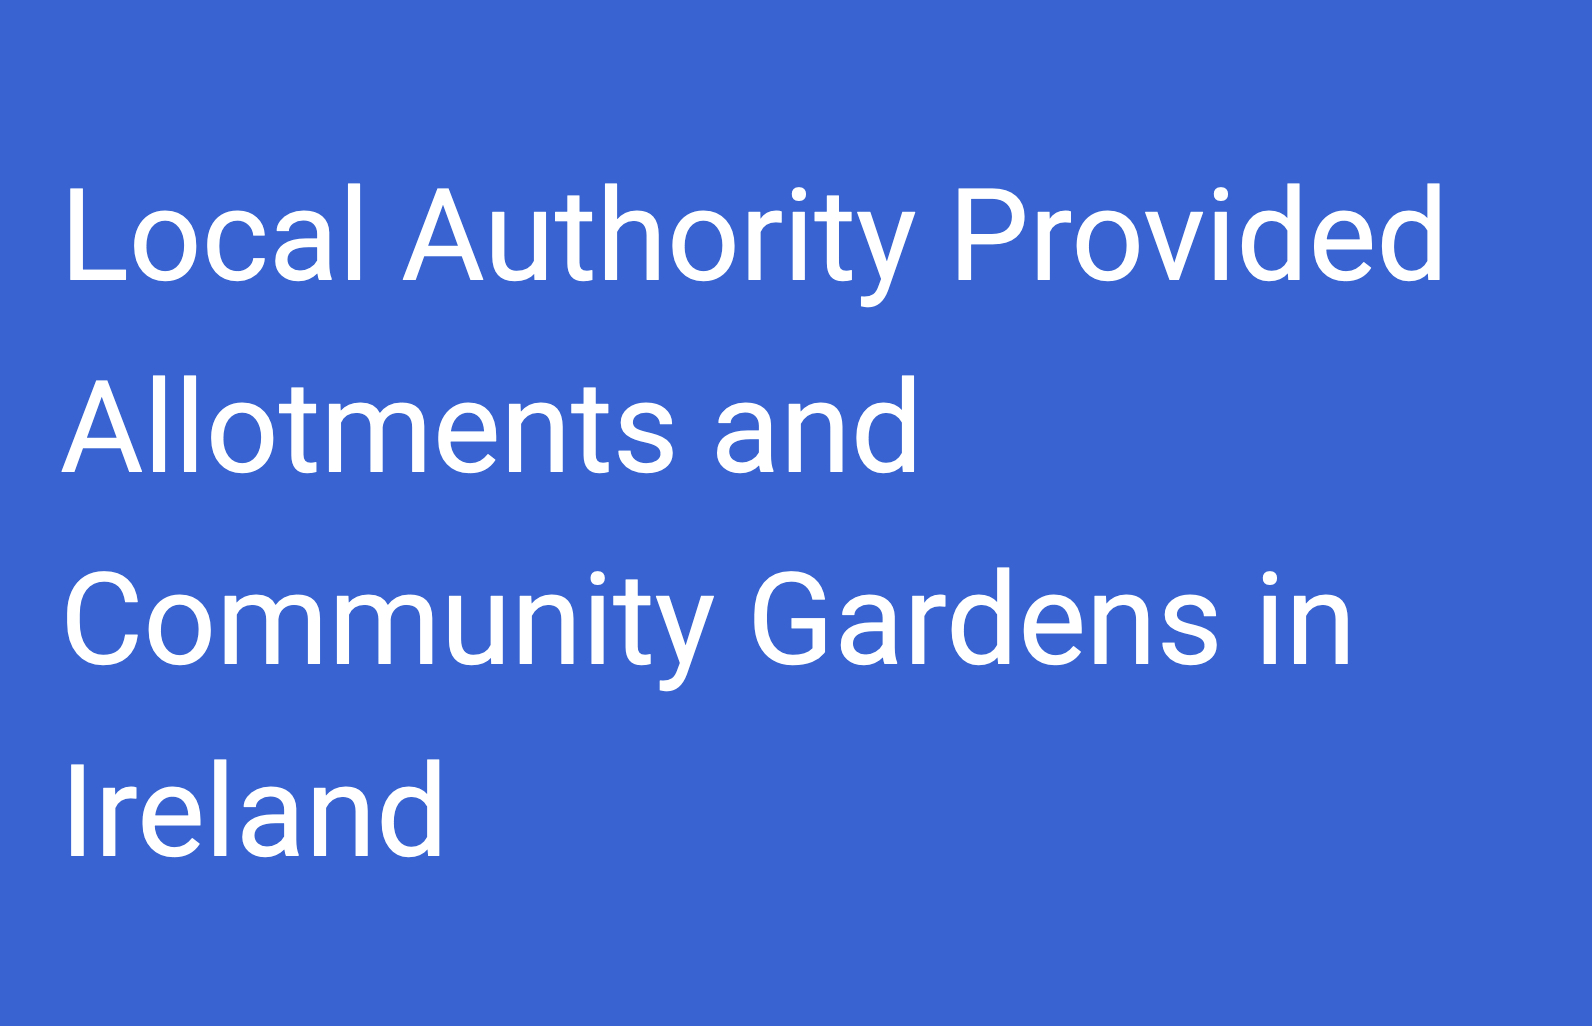 Local Authority Provided
Allotments and
Community Gardens in
Ireland